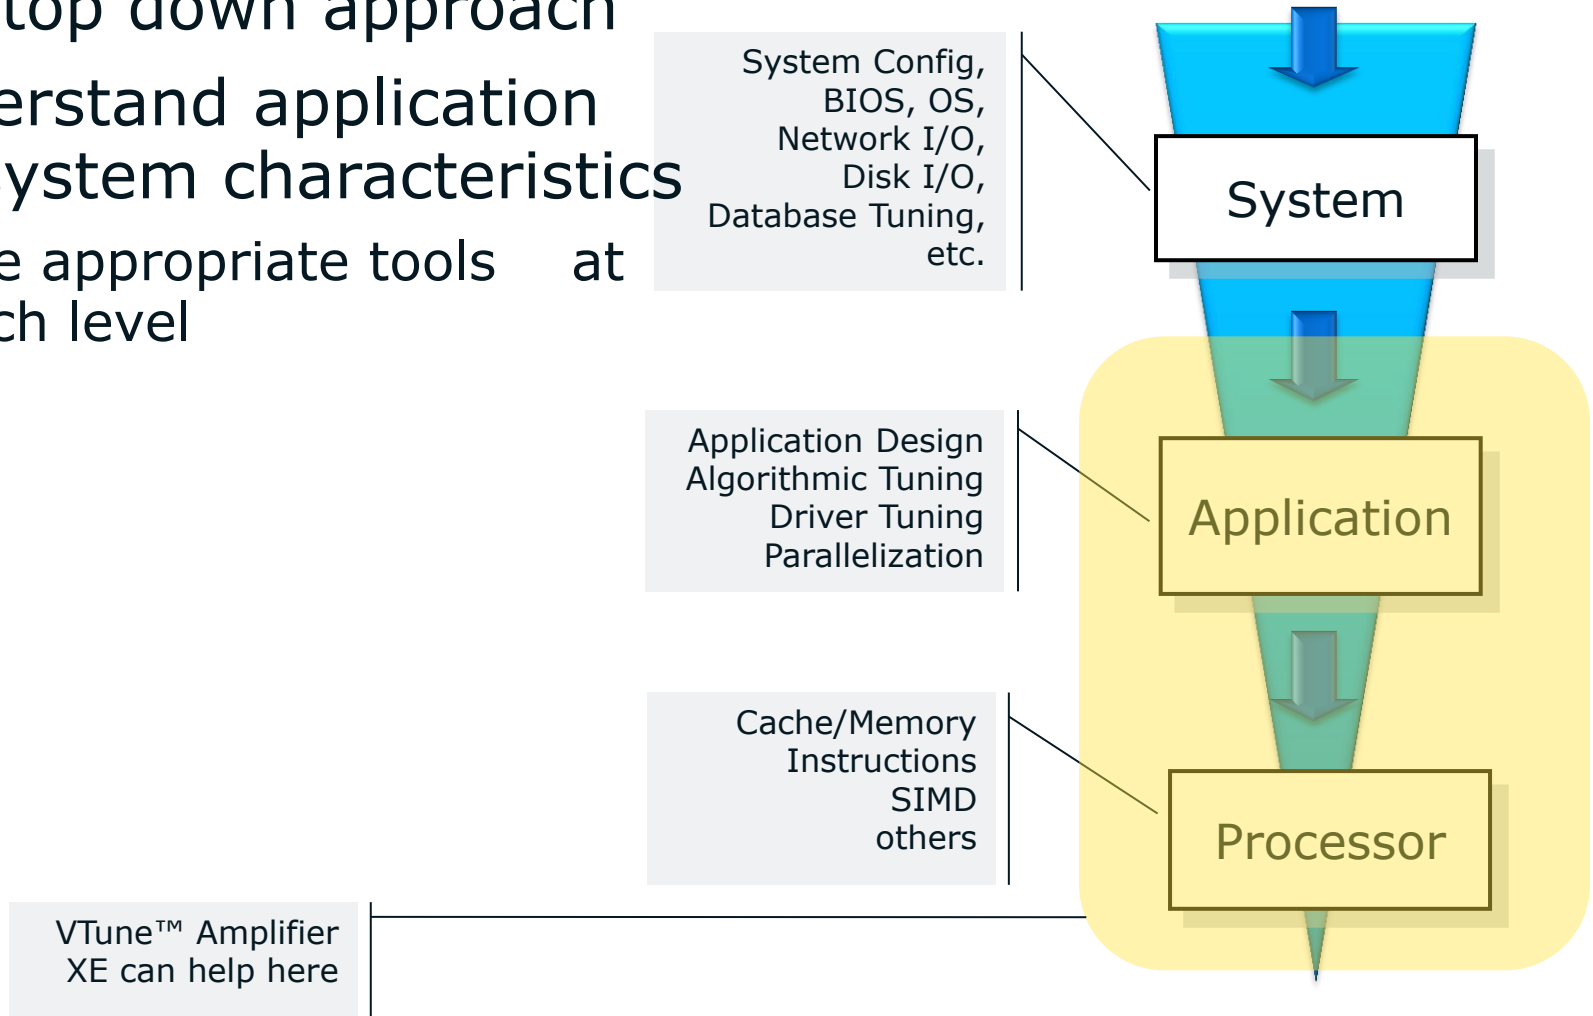 top down approach
erstand application
system characteristics
e appropriate tools at
ch level
System Config,
BIOS, OS,
Network I/O,
Disk I/O,
Database Tuning,
etc.
System
Application Design
Algorithmic Tuning
Driver Tuning
Parallelization
Application
Cache/Memory
Instructions
SIMD
others
Processor
VTune™ Amplifier
XE can help here